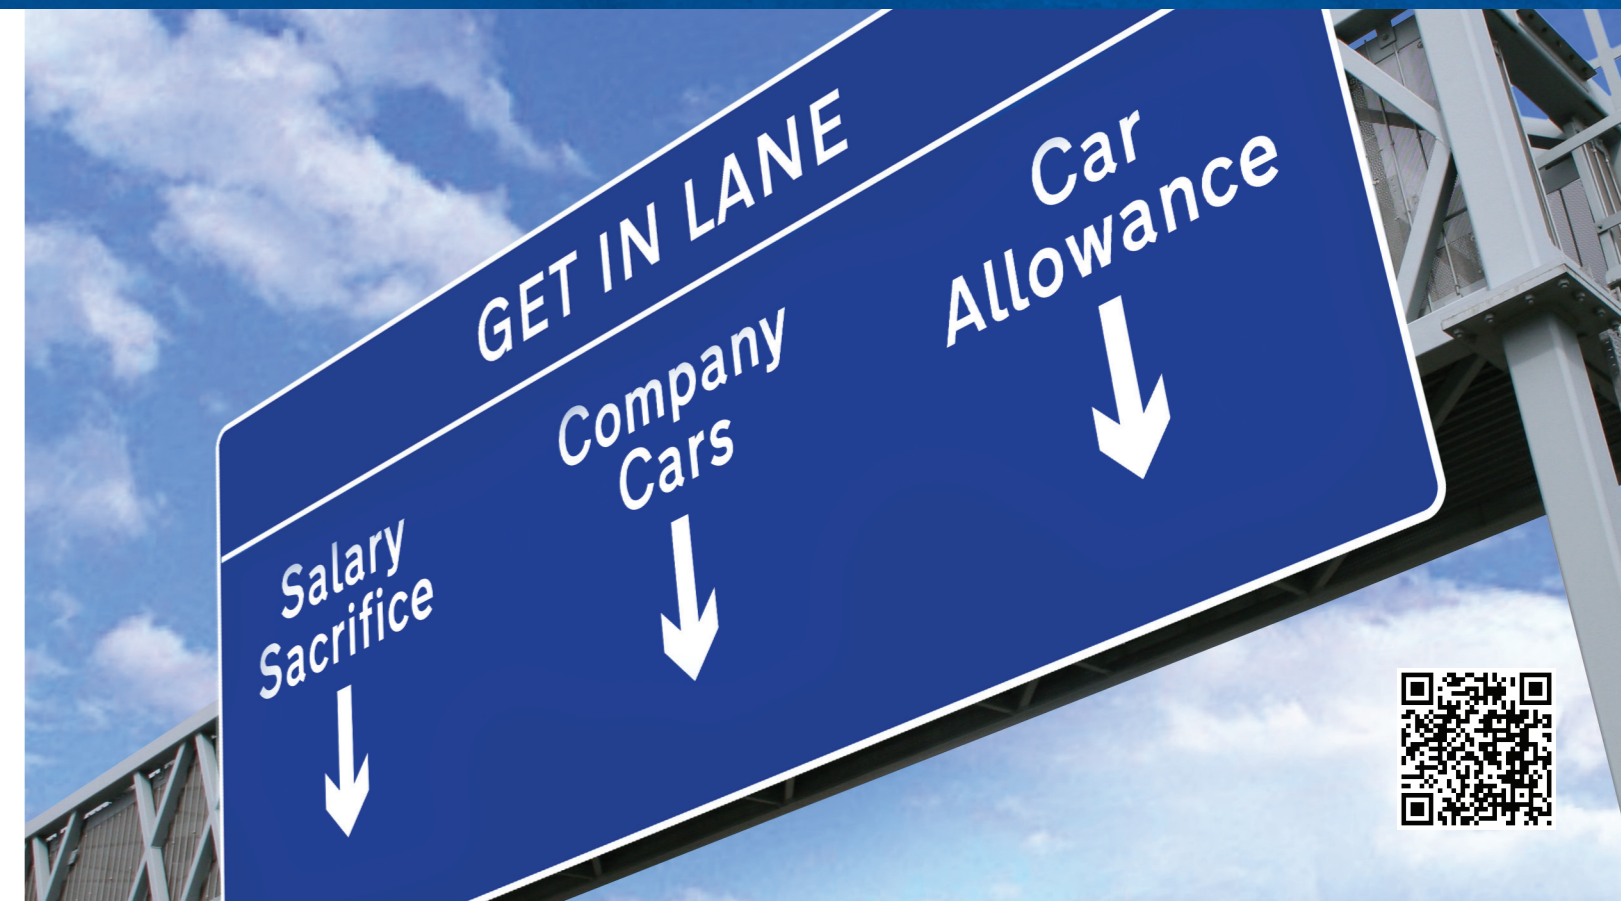 GET IN LANE
Salary
Sacrifice
Company
Cars
Car
Allowance